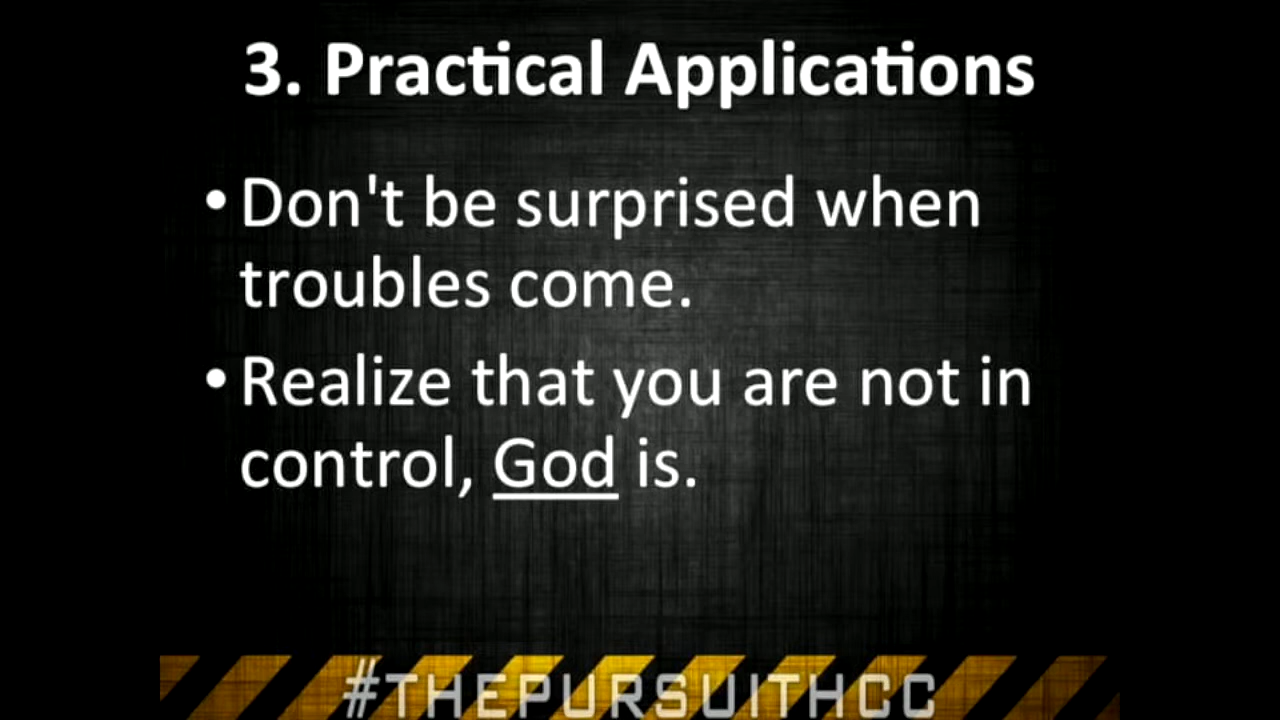 3. Practical Applications
• Don't be surprised when
troubles come.
• Realize that you are not in
control, God is.
#THEPURSUITHCC